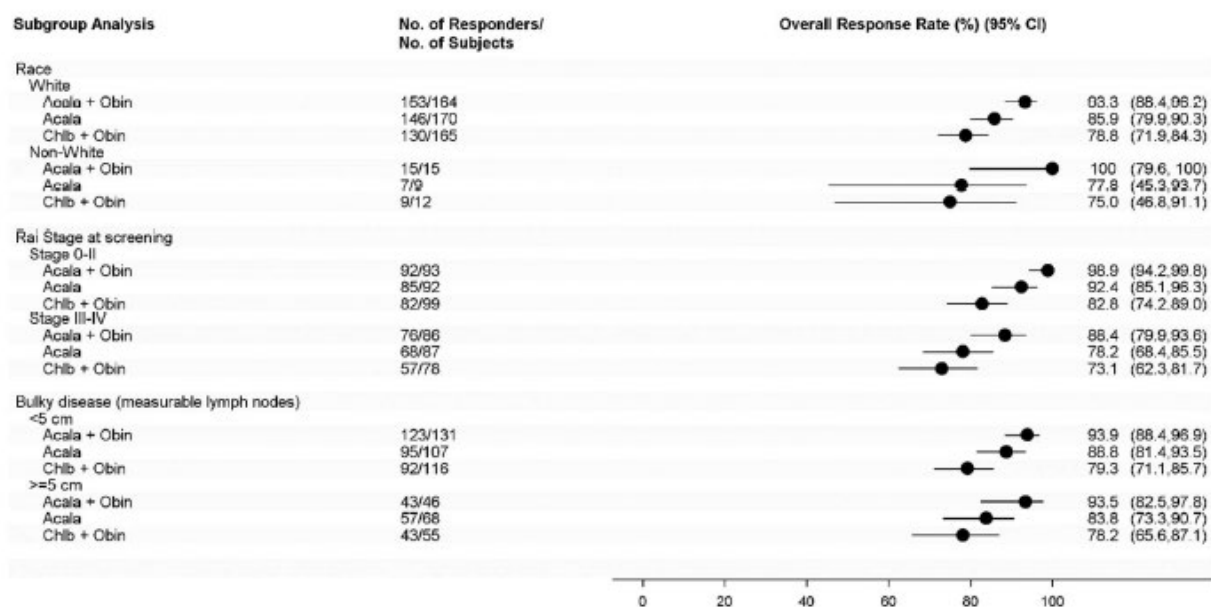 Subgroup Analysis No. of Responders/ Overall Response Rate (%) (95% CI)
No. of Subjects
Race
White
Acala + Obin 153/164 93.3 (88.4,96.2)
Acala 146/170 85.9 (79.9,90.3)
Chlb + Obin 130/165 78.8 (71.9,84.3)
Non-White
Acala + Obin 15/15 100 (79.6, 100)
Acala 7/9 77.8 (45.3,93.7)
Chlb + Obin 9/12 75.0 (46.8,91.1)
Rai Stage at screening
Stage 0-II
Acala + Obin 92/93 98.9 (94.2,99.8)
Acala 85/92 92.4 (85.1,96.3)
Chlb + Obin 82/99 82.8 (74.2,89.0)
Stage III-IV
Acala + Obin 76/86 88.4 (79.9,93.6)
Acala 68/87 78.2 (68.4,85.5)
Chlb + Obin 57/78 73.1 (62.3,81.7)
Bulky disease (measurable lymph nodes)
<5 cm
Acala + Obin 123/131 93.9 (88.4,96.9)
Acala 95/107 88.8 (81.4,93.5)
Chlb + Obin 92/116 79.3 (71.1,85.7)
>=5 cm
Acala + Obin 43/46 93.5 (82.5,97.8)
Acala 57/68 83.8 (73.3,90.7)
Chlb + Obin 43/55 78.2 (65.6,87.1)
0 20 40 60 80 100